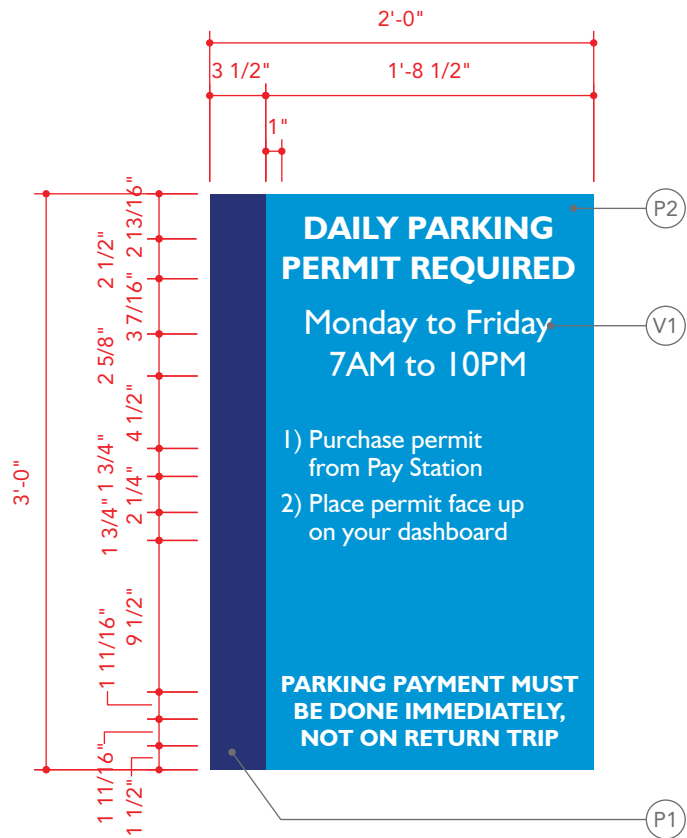 2'-0"
3 1/2"
1'-8 1/2"
1"
3'-0"
2 13/16"
2 1/2"
3 7/16"
2 5/8"
4 1/2"
1 3/4"
2 1/4"
1 3/4"
9 1/2"
1 11/16"
1 11/16"
1 1/2"
DAILY PARKING
PERMIT REQUIRED
Monday to Friday
7AM to 10PM
1) Purchase permit
from Pay Station
2) Place permit face up
on your dashboard
PARKING PAYMENT MUST
BE DONE IMMEDIATELY,
NOT ON RETURN TRIP
P2
V1
P1